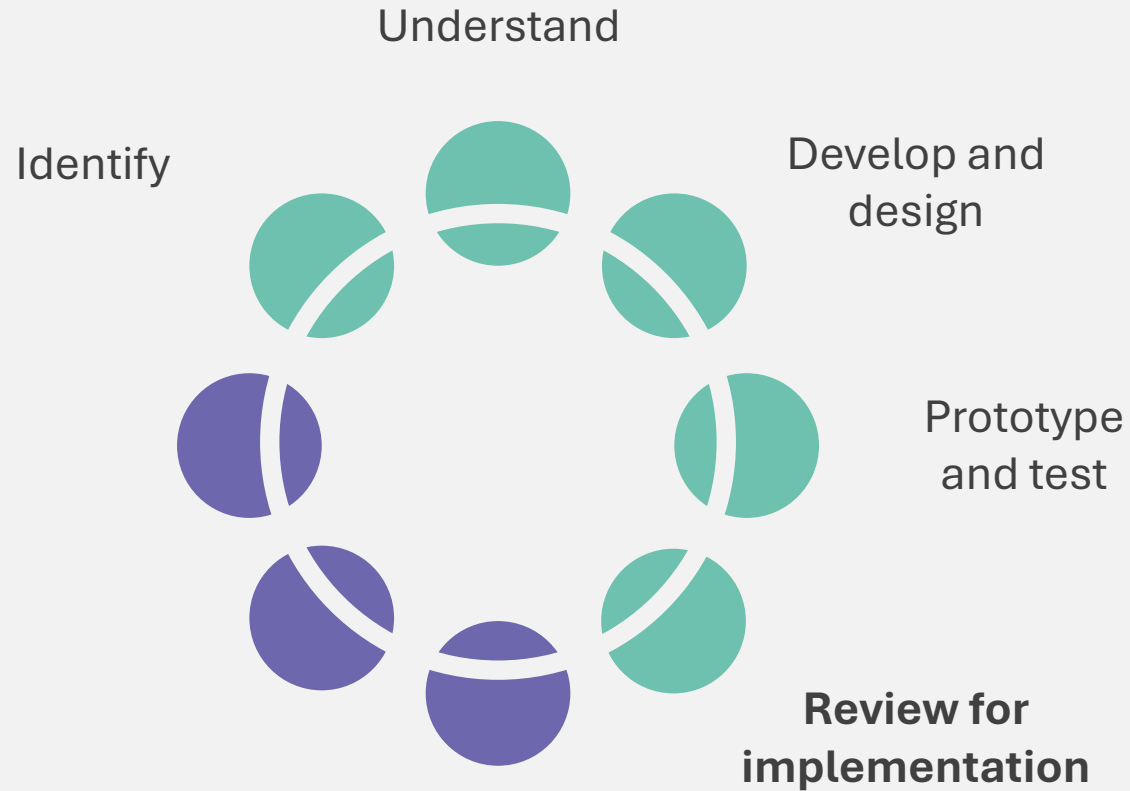 Understand
Identify
Develop and
design
Prototype
and test
Review for
implementation